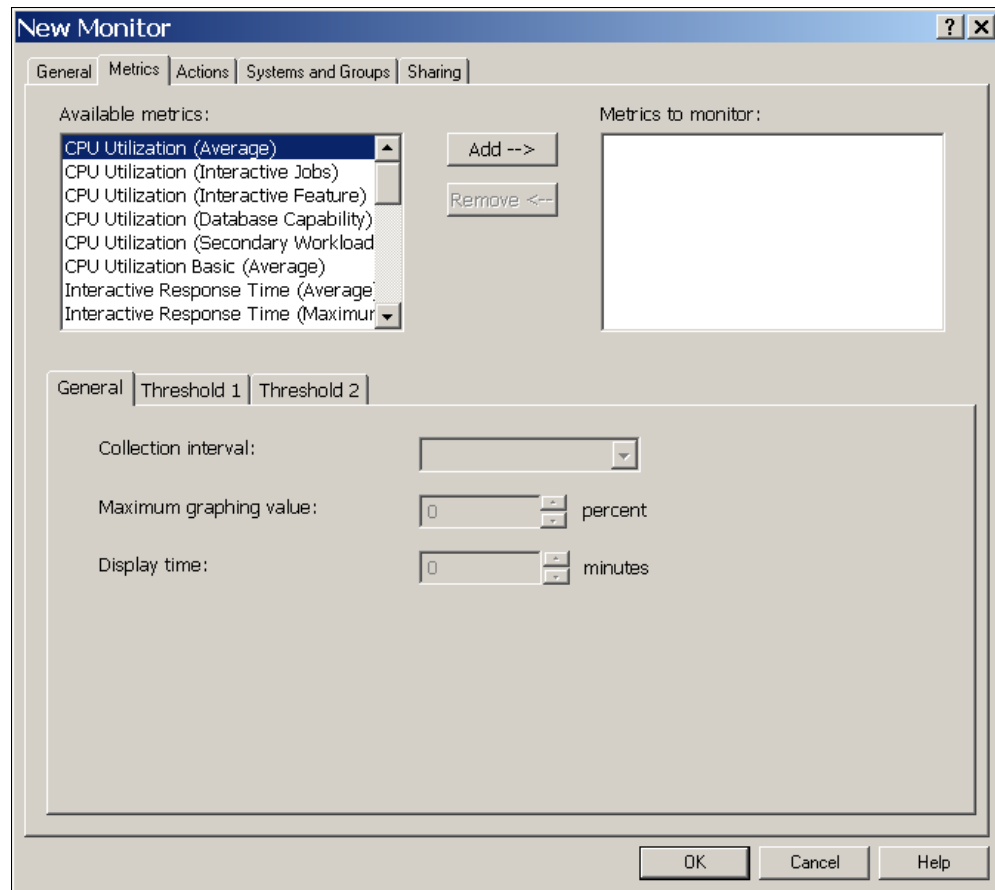 New Monitor
General Metrics Actions Systems and Groups Sharing
Available metrics:
Metrics to monitor:
CPU Utilization (Average)
CPU Utilization (Interactive Jobs)
CPU Utilization (Interactive Feature)
CPU Utilization (Database Capability)
CPU Utilization (Secondary Workload
CPU Utilization Basic (Average)
Interactive Response Time (Average)
Interactive Response Time (Maximum
Add -->
Remove <--
General Threshold 1 Threshold 2
Collection interval:
Maximum graphing value: 0 percent
Display time: 0 minutes
OK Cancel Help